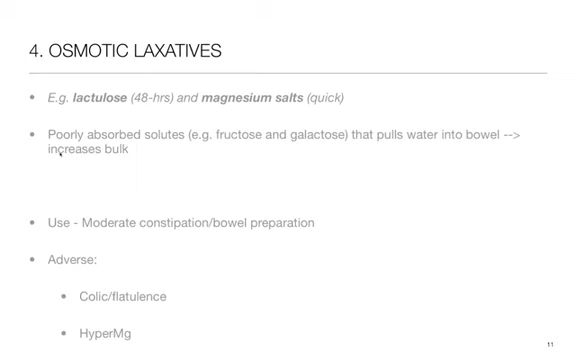 4. OSMOTIC LAXATIVES
• E.g. lactulose (48-hrs) and magnesium salts (quick)
• Poorly absorbed solutes (e.g. fructose and galactose) that pulls water into bowel -->
increases bulk
• Use - Moderate constipation/bowel preparation
• Adverse:
• Colic/flatulence
• HyperMg
11